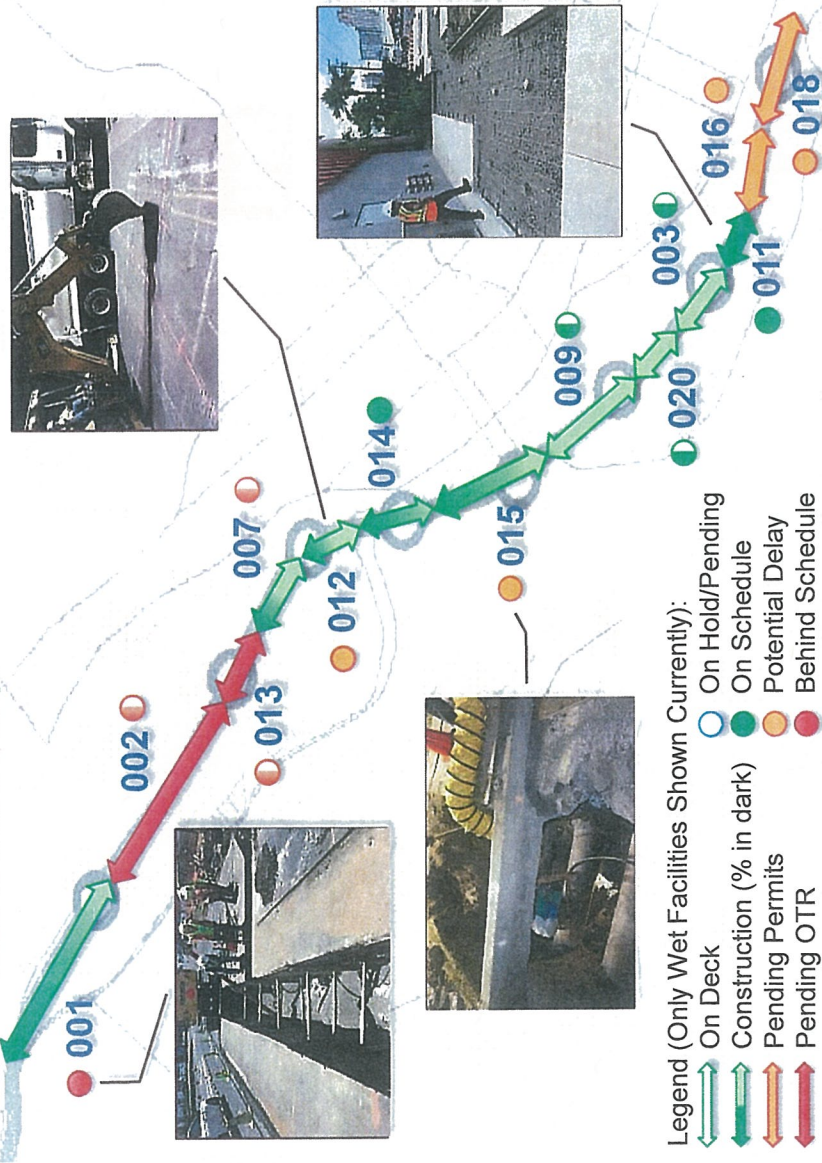 001
002
013
007
012
014
015
009
020
003
011
016
018
Legend (Only Wet Facilities Shown Currently):
On Deck
Construction (% in dark)
Pending Permits
Pending OTR
On Hold/Pending
On Schedule
Potential Delay
Behind Schedule